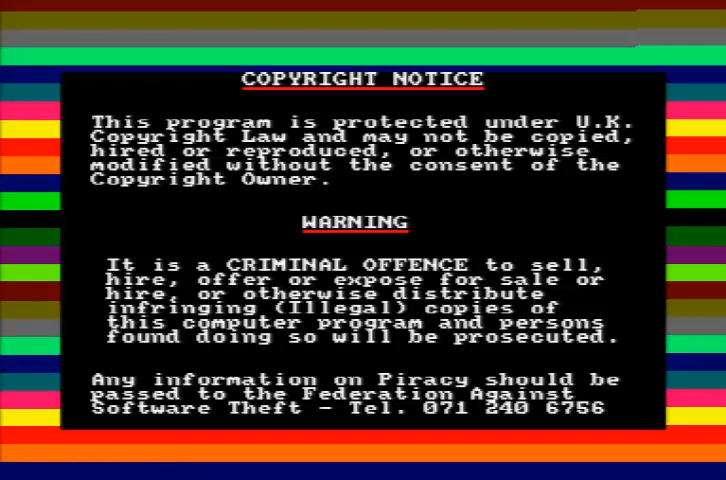 COPYRIGHT NOTICE
This program is protected under U.K.
Copyright Law and may not be copied,
hired or reproduced, or otherwise
modified without the consent of the
Copyright Owner.
WARNING
It is a CRIMINAL OFFENCE to sell,
hire, offer or expose for sale or
hire, or otherwise distribute
infringing (Illegal) copies of
this computer program and persons
found doing so will be prosecuted.
Any information on Piracy should be
passed to the Federation Against
Software Theft - Tel. 071 240 6756